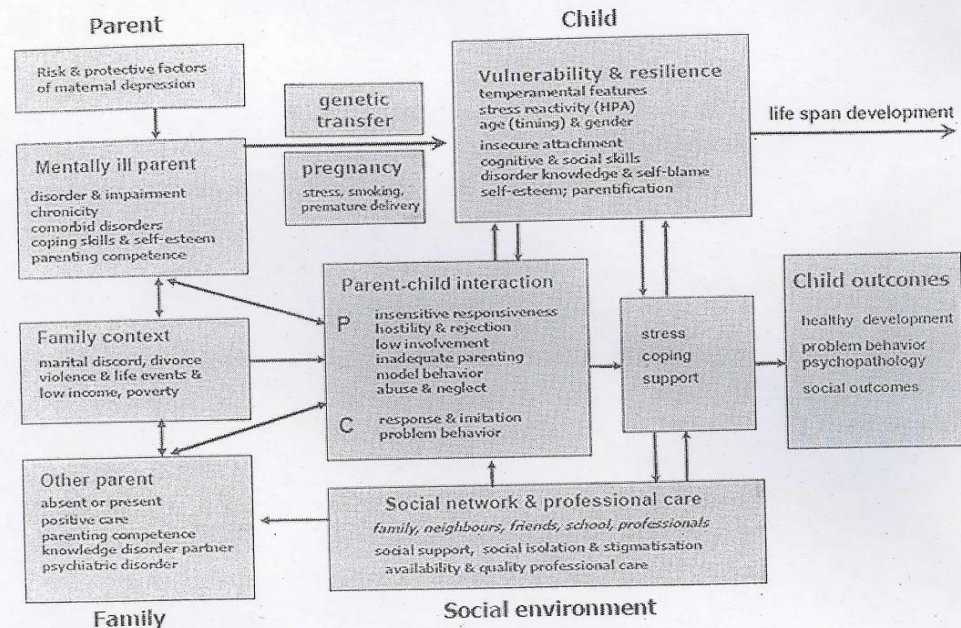 Parent
Child
Risk & protective factors
of maternal depression
genetic
transfer
pregnancy
stress, smoking,
premature delivery
Vulnerability & resilience
temperamental features
stress reactivity (HPA)
age (timing) & gender
insecure attachment
cognitive & social skills
disorder knowledge & self-blame
self-esteem; parentification
life span development
Mentally ill parent
disorder & impairment
chronicity
comorbid disorders
coping skills & self-esteem
parenting competence
Family context
marital discord, divorce
violence & life events &
low income, poverty
Other parent
absent or present
positive care
parenting competence
knowledge disorder partner
psychiatric disorder
Family
Parent-child interaction
P
insensitive responsiveness
hostility & rejection
low involvement
inadequate parenting
model behavior
abuse & neglect
C
response & imitation
problem behavior
stress
coping
support
Child outcomes
healthy development
problem behavior
psychopathology
social outcomes
Social network & professional care
family, neighbours, friends, school, professionals
social support, social isolation & stigmatisation
availability & quality professional care
Social environment